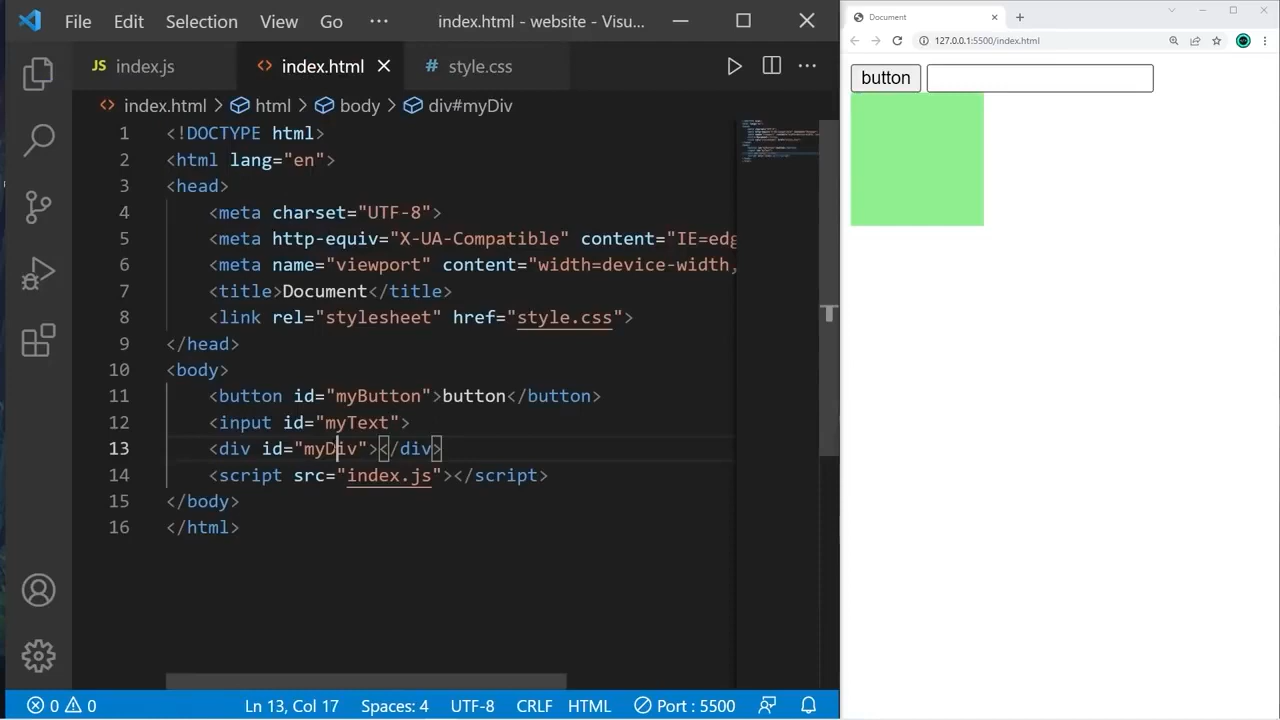 File Edit Selection View Go ··· index.html - website - Visu...
JS index.js <> index.html × # style.css
<> index.html > html > body > div#myDiv
1 <!DOCTYPE html>
2 <html lang="en">
3 <head>
4 <meta charset="UTF-8">
5 <meta http-equiv="X-UA-Compatible" content="IE=edg
6 <meta name="viewport" content="width=device-width,
7 <title>Document</title>
8 <link rel="stylesheet" href="style.css">
9 </head>
10 <body>
11 <button id="myButton">button</button>
12 <input id="myText">
13 <div id="myDiv"></div>
14 <script src="index.js"></script>
15 </body>
16 </html>
0 0 Ln 13, Col 17 Spaces: 4 UTF-8 CRLF HTML Port : 5500
Document
127.0.0.1:5500/index.html
button